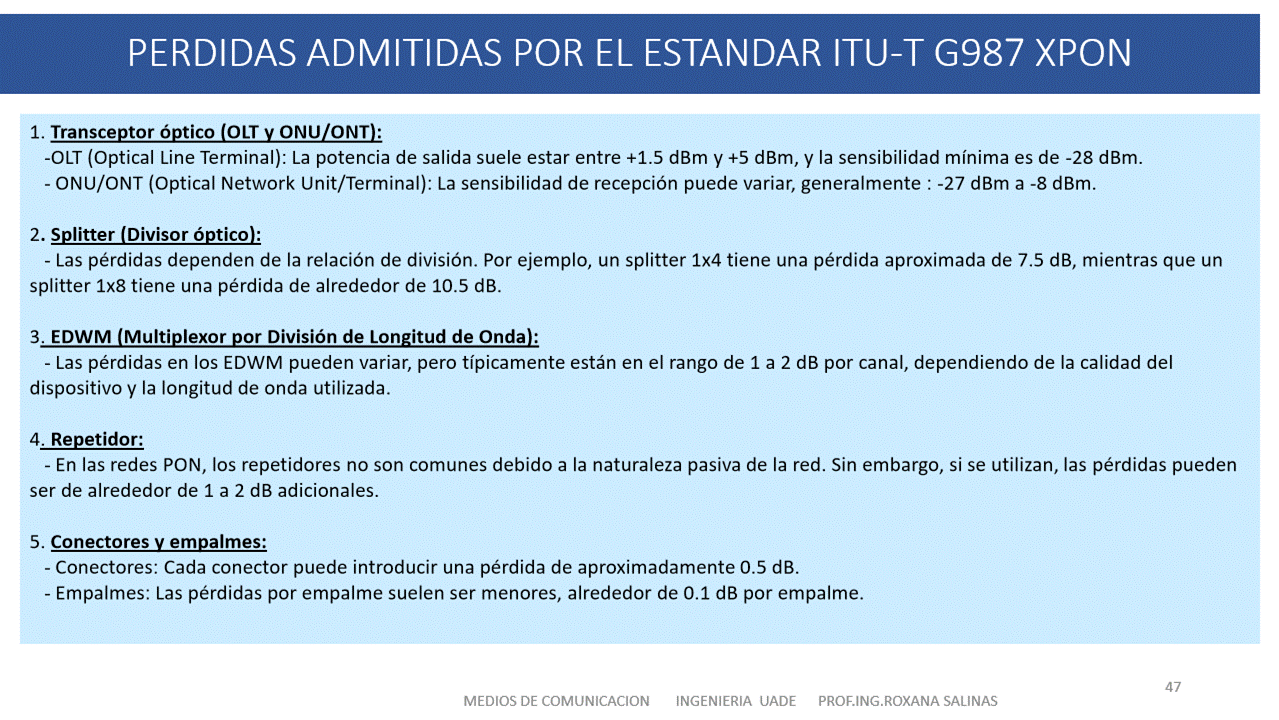 PERDIDAS ADMITIDAS POR EL ESTANDAR ITU-T G987 XPON
1. Transceptor óptico (OLT y ONU/ONT):
-OLT (Optical Line Terminal): La potencia de salida suele estar entre +1.5 dBm y +5 dBm, y la sensibilidad mínima es de -28 dBm.
- ONU/ONT (Optical Network Unit/Terminal): La sensibilidad de recepción puede variar, generalmente : -27 dBm a -8 dBm.
2. Splitter (Divisor óptico):
- Las pérdidas dependen de la relación de división. Por ejemplo, un splitter 1x4 tiene una pérdida aproximada de 7.5 dB, mientras que un
splitter 1x8 tiene una pérdida de alrededor de 10.5 dB.
3. EDWM (Multiplexor por División de Longitud de Onda):
- Las pérdidas en los EDWM pueden variar, pero típicamente están en el rango de 1 a 2 dB por canal, dependiendo de la calidad del
dispositivo y la longitud de onda utilizada.
4. Repetidor:
- En las redes PON, los repetidores no son comunes debido a la naturaleza pasiva de la red. Sin embargo, si se utilizan, las pérdidas pueden
ser de alrededor de 1 a 2 dB adicionales.
5. Conectores y empalmes:
- Conectores: Cada conector puede introducir una pérdida de aproximadamente 0.5 dB.
- Empalmes: Las pérdidas por empalme suelen ser menores, alrededor de 0.1 dB por empalme.
47
MEDIOS DE COMUNICACION INGENIERIA UADE PROF.ING.ROXANA SALINAS